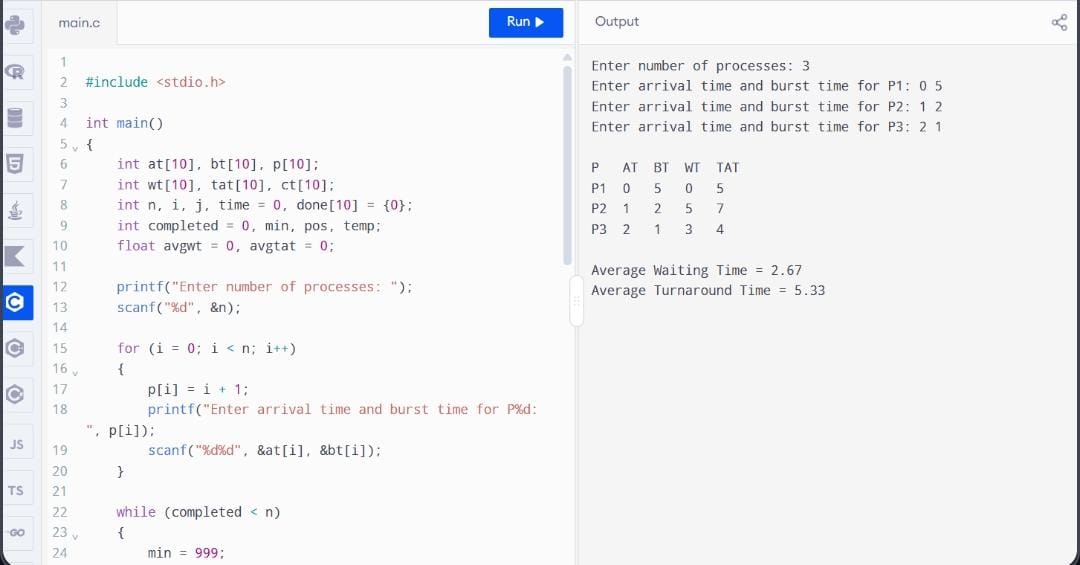 main.c
Run
Output
1
2 #include <stdio.h>
3
4 int main()
5 {
6 int at[10], bt[10], p[10];
7 int wt[10], tat[10], ct[10];
8 int n, i, j, time = 0, done[10] = {0};
9 int completed = 0, min, pos, temp;
10 float avgwt = 0, avgtat = 0;
11
12 printf("Enter number of processes: ");
13 scanf("%d", &n);
14
15 for (i = 0; i < n; i++)
16 {
17 p[i] = i + 1;
18 printf("Enter arrival time and burst time for P%d:
", p[i]);
19 scanf("%d%d", &at[i], &bt[i]);
20 }
21
22 while (completed < n)
23 {
24 min = 999;
JS
TS
GO
Enter number of processes: 3
Enter arrival time and burst time for P1: 0 5
Enter arrival time and burst time for P2: 1 2
Enter arrival time and burst time for P3: 2 1
P AT BT WT TAT
P1 0 5 0 5
P2 1 2 5 7
P3 2 1 3 4
Average Waiting Time = 2.67
Average Turnaround Time = 5.33